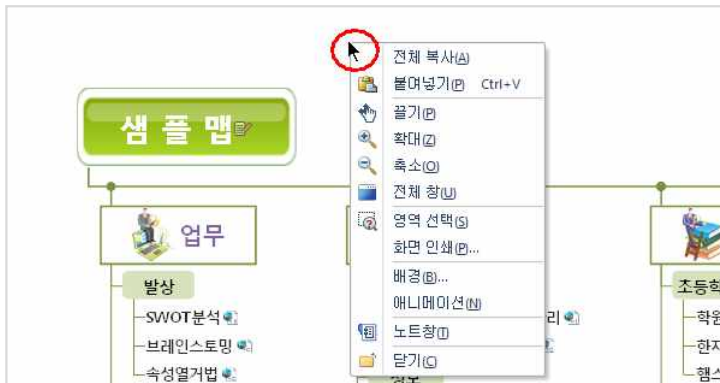 샘 플 맵
전체 복사(A)
붙여넣기(P) Ctrl+V
끌기(P)
확대(Z)
축소(O)
전체 창(U)
영역 선택(S)
화면 인쇄(P)...
배경(B)...
애니메이션(N)
노트창(T)
닫기(C)
업무
발상
SWOT분석
브레인스토밍
속성열거법
리
초등학
학원
한자